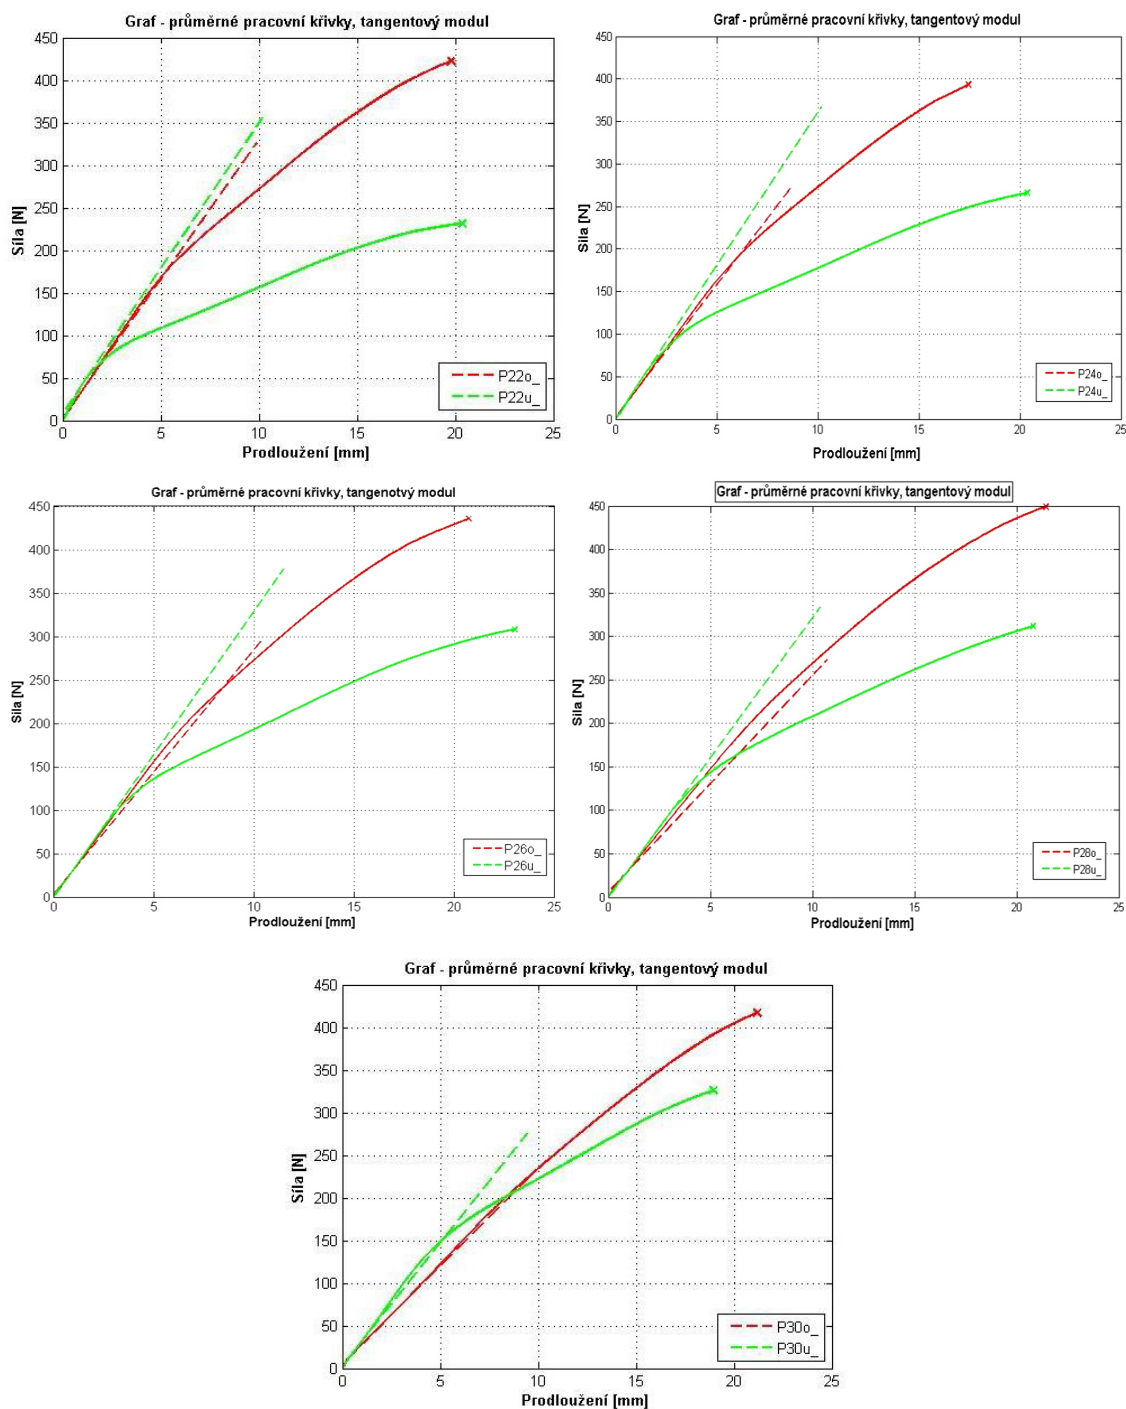 Graf - průměrné pracovní křivky, tangentový modul
450
400
350
300
250
200
150
100
50
0
Síla [N]
0 5 10 15 20 25
Prodloužení [mm]
P22o_
P22u_
Graf - průměrné pracovní křivky, tangentový modul
450
400
350
300
250
200
150
100
50
0
Síla [N]
0 5 10 15 20 25
Prodloužení [mm]
P24o_
P24u_
Graf - průměrné pracovní křivky, tangenotvý modul
450
400
350
300
250
200
150
100
50
0
Síla [N]
0 5 10 15 20 25
Prodloužení [mm]
P26o_
P26u_
Graf - průměrné pracovní křivky, tangentový modul
450
400
350
300
250
200
150
100
50
0
Síla [N]
0 5 10 15 20 25
Prodloužení [mm]
P28o_
P28u_
Graf - průměrné pracovní křivky, tangentový modul
450
400
350
300
250
200
150
100
50
0
Síla [N]
0 5 10 15 20 25
Prodloužení [mm]
P30o_
P30u_